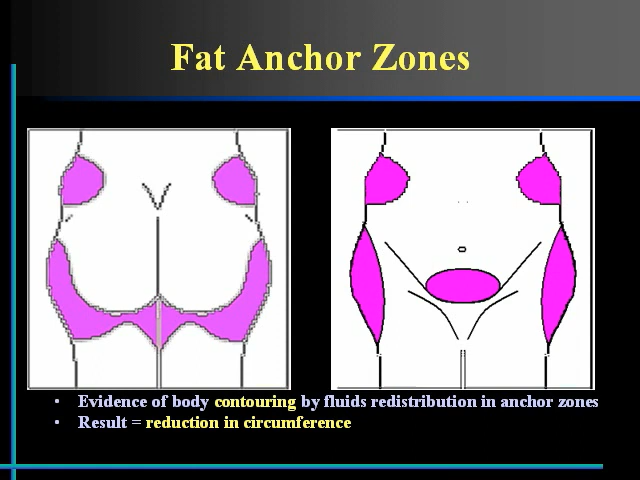 Fat Anchor Zones
• Evidence of body contouring by fluids redistribution in anchor zones
• Result = reduction in circumference